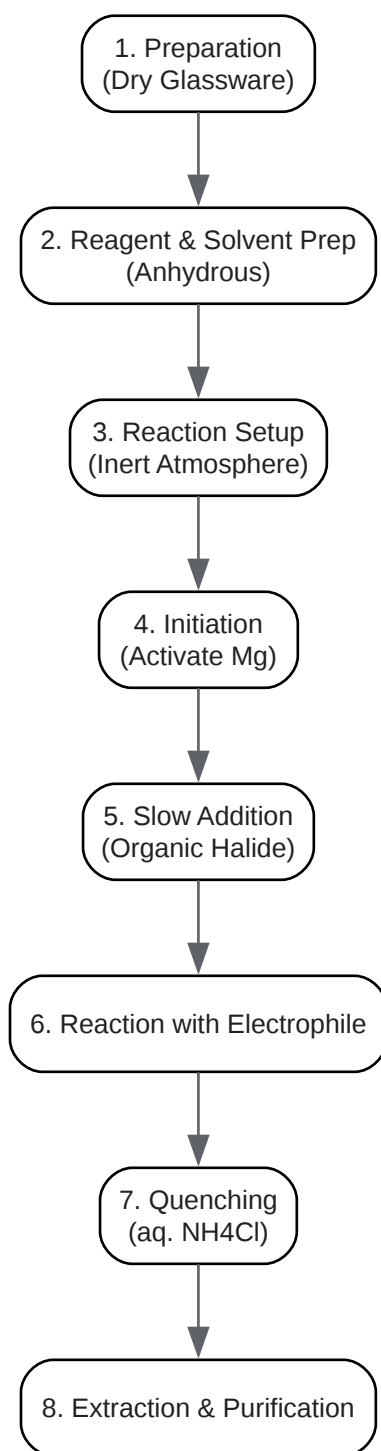 1. Preparation
(Dry Glassware)
2. Reagent & Solvent Prep
(Anhydrous)
3. Reaction Setup
(Inert Atmosphere)
4. Initiation
(Activate Mg)
5. Slow Addition
(Organic Halide)
6. Reaction with Electrophile
7. Quenching
(aq. NH4Cl)
8. Extraction & Purification